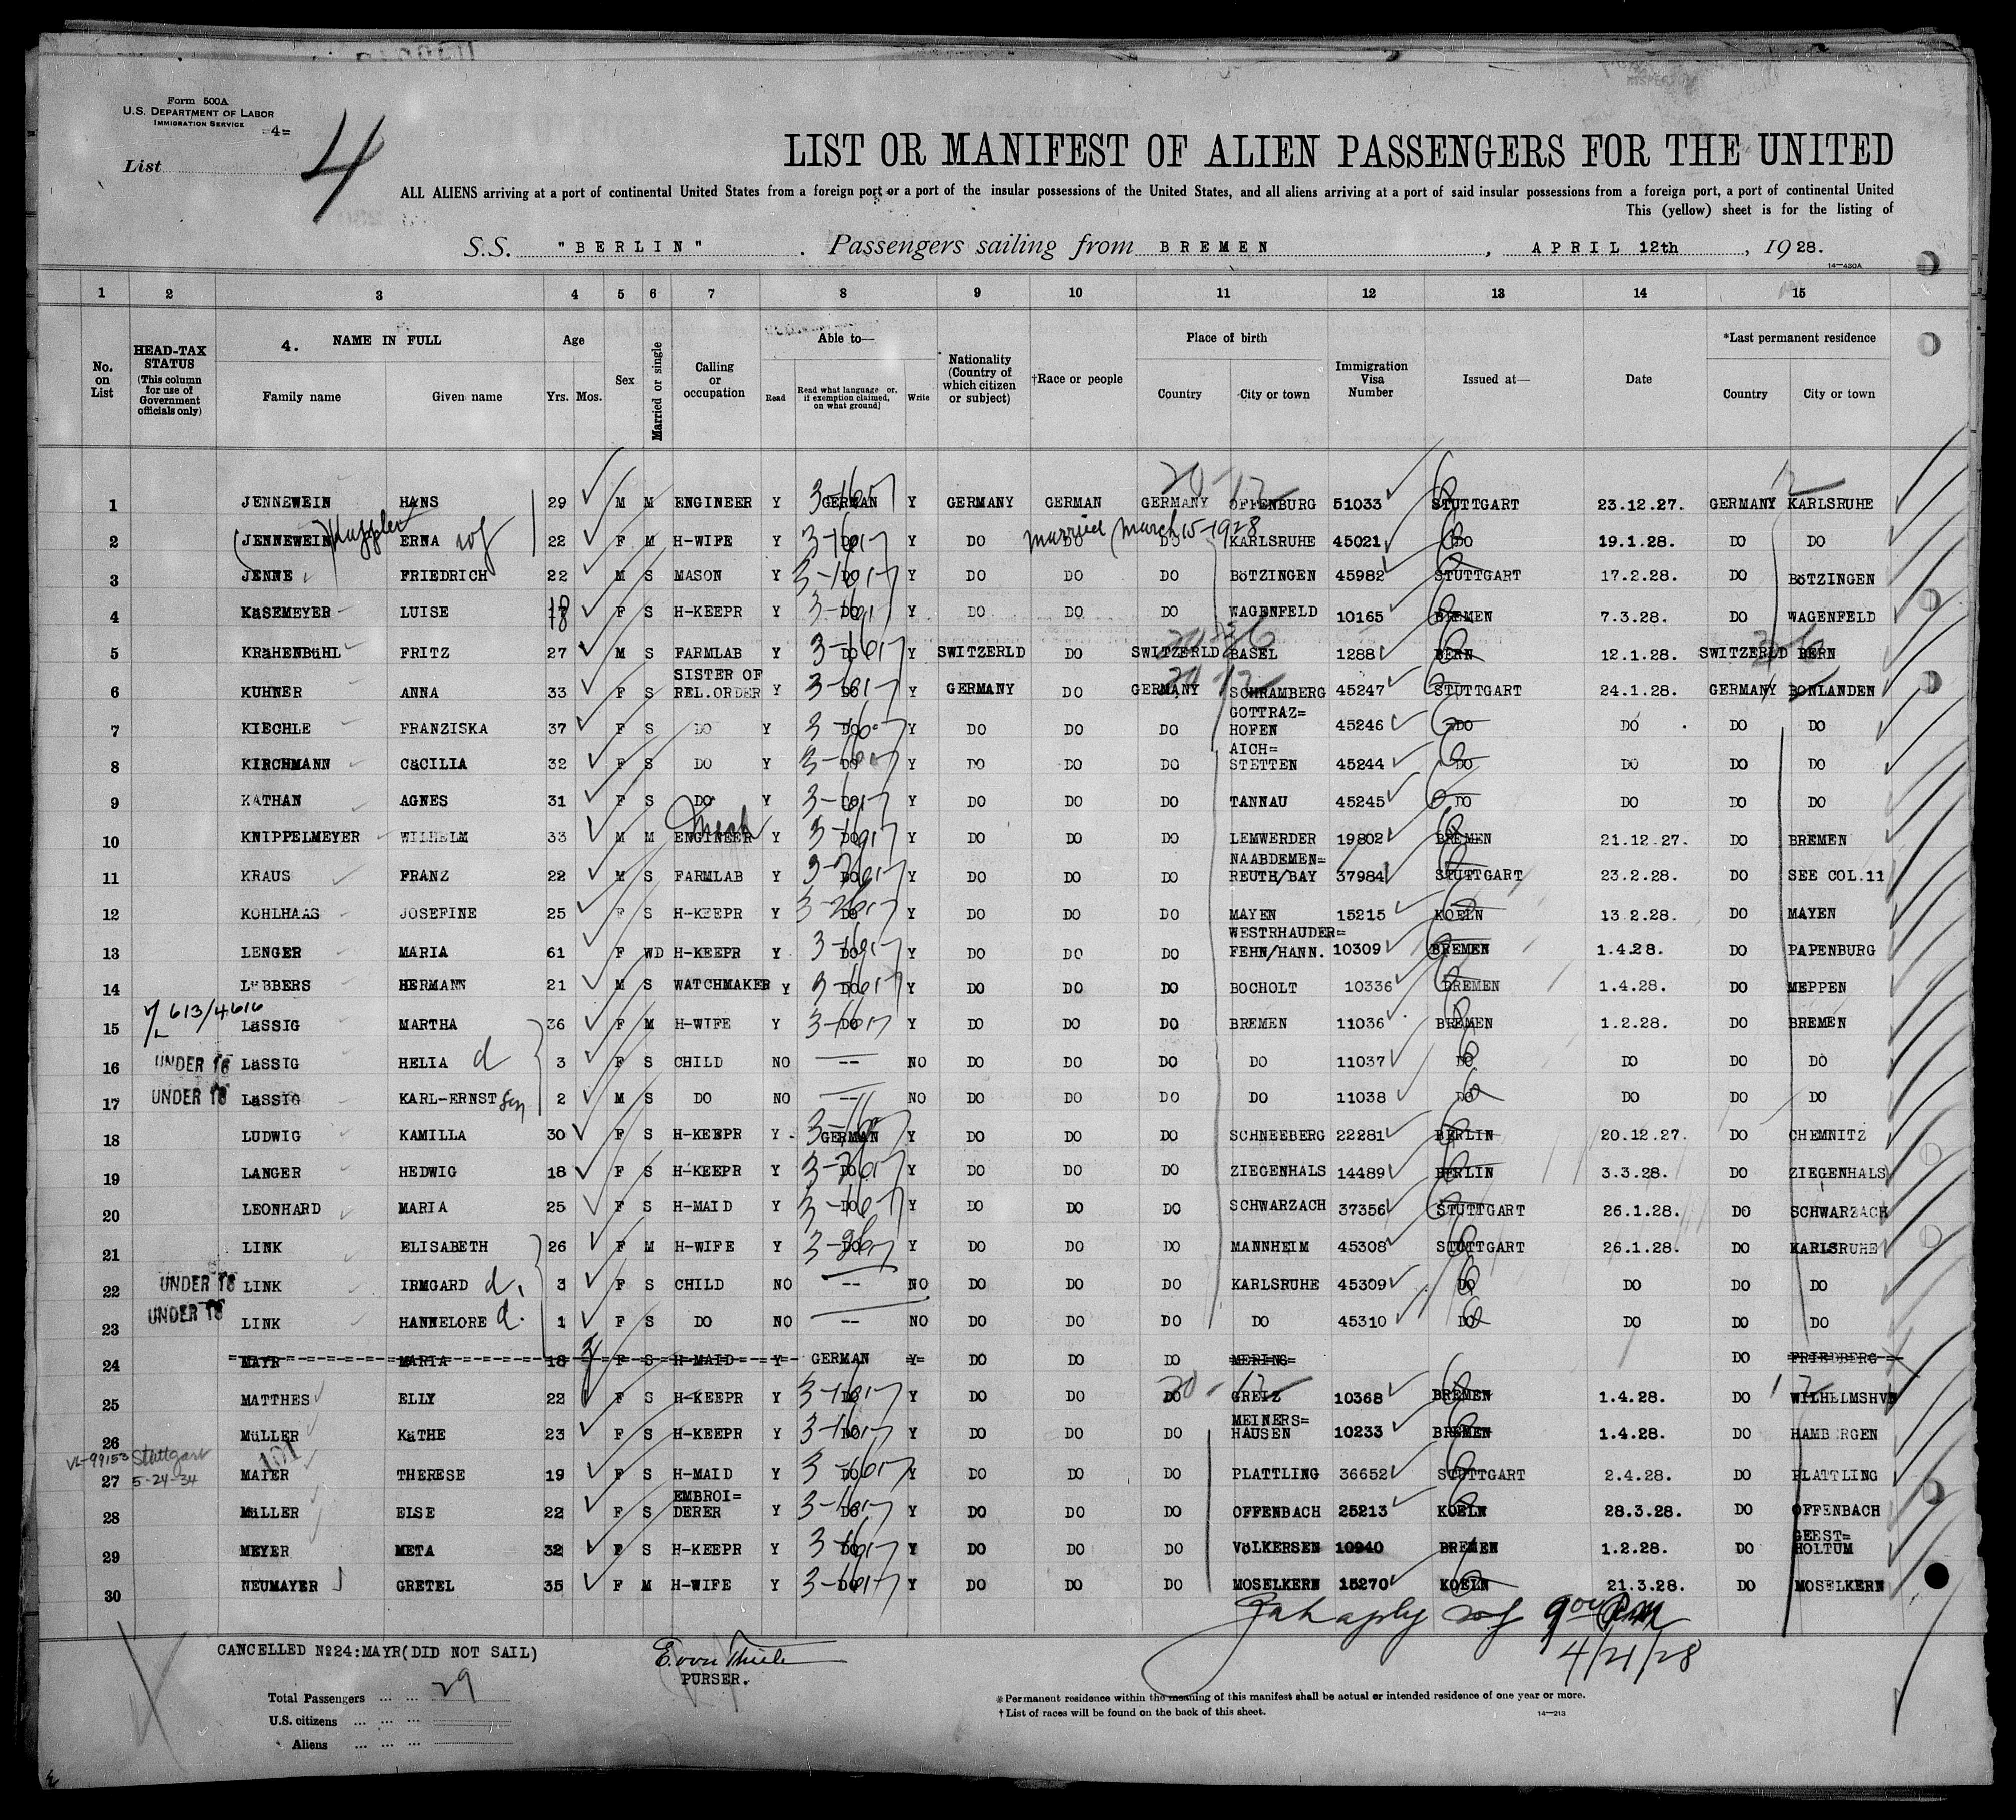 Form 500A
U.S. DEPARTMENT OF LABOR
IMMIGRATION SERVICE
=4=
List
4
LIST OR MANIFEST OF ALIEN PASSENGERS FOR THE UNITED
ALL ALIENS arriving at a port of continental United States from a foreign port or a port of the insular possessions of the United States, and all aliens arriving at a port of said insular possessions from a foreign port, a port of continental United
This (yellow) sheet is for the listing of
S.S. "BERLIN". Passengers sailing from BREMEN, APRIL 12th, 1928.
14—430A
1 2 3 4 5 6 7 8 9 10 11 12 13 14 15
No. on List HEAD-TAX STATUS (This column for use of Government officials only) 4. NAME IN FULL Family name Given name Age Yrs. Mos. Sex Married or single Calling or occupation Able to— Read Read what language [or, if exemption claimed, on what ground] Write Nationality (Country of which citizen or subject) †Race or people Place of birth Country City or town Immigration Visa Number Issued at— Date *Last permanent residence Country City or town
20-12
1 JENNEWEIN HANS 29 M M ENGINEER Y GERMAN Y GERMANY GERMAN GERMANY OFFENBURG 51033 STUTTGART 23.12.27. GERMANY KARLSRUHE
married March 15-1928
2 (JENNEWEIN) Kuppler ERNA wf 22 F M H-WIFE Y DO Y DO DO DO KARLSRUHE 45021 DO 19.1.28. DO DO
3 JENNE FRIEDRICH 22 M S MASON Y DO Y DO DO DO BöTZINGEN 45982 STUTTGART 17.2.28. DO BöTZINGEN
4 KäSEMEYER LUISE 18 F S H-KEEPR Y DO Y DO DO DO WAGENFELD 10165 BREMEN 7.3.28. DO WAGENFELD
5 KRäHENBüHL FRITZ 27 M S FARMLAB Y DO Y SWITZERLD DO SWITZERLD BASEL 1288 BERN 12.1.28. SWITZERLD BERN
6 KUHNER ANNA 33 F S SISTER OF REL.ORDER Y DO Y GERMANY DO GERMANY SCHRAMBERG 45247 STUTTGART 24.1.28. GERMANY BONLANDEN
7 KIECHLE FRANZISKA 37 F S DO Y DO Y DO DO DO GOTTRAZ=HOFEN 45246 DO DO DO DO
8 KIRCHMANN CäCILIA 32 F S DO Y DO Y DO DO DO AICH=STETTEN 45244 DO DO DO DO
9 KATHAN AGNES 31 F S DO Y DO Y DO DO DO TANNAU 45245 DO DO DO DO
10 KNIPPELMEYER WILHELM 33 M M ENGINEER Y DO Y DO DO DO LEMWERDER 19802 BREMEN 21.12.27. DO BREMEN
11 KRAUS FRANZ 22 M S FARMLAB Y DO Y DO DO DO NAABDEMEN=REUTH/BAY 37984 STUTTGART 23.2.28. DO SEE COL.11
12 KOHLHAAS JOSEFINE 25 F S H-KEEPR Y DO Y DO DO DO MAYEN 15215 KOELN 13.2.28. DO MAYEN
13 LENGER MARIA 61 F WD H-KEEPR Y DO Y DO DO DO WESTRHAUDER=FEHN/HANN. 10309 BREMEN 1.4.28. DO PAPENBURG
14 LüBBERS HERMANN 21 M S WATCHMAKER Y DO Y DO DO DO BOCHOLT 10336 BREMEN 1.4.28. DO MEPPEN
V/L 613/4616
15 LäSSIG MARTHA 36 F M H-WIFE Y DO Y DO DO DO BREMEN 11036 BREMEN 1.2.28. DO BREMEN
16 UNDER 16 LäSSIG HELIA d 3 F S CHILD NO -- NO DO DO DO DO 11037 DO DO DO DO
17 UNDER 16 LäSSIG KARL-ERNST son 2 M S DO NO -- NO DO DO DO DO 11038 DO DO DO DO
18 LUDWIG KAMILLA 30 F S H-KEEPR Y GERMAN Y DO DO DO SCHNEEBERG 22281 BERLIN 20.12.27. DO CHEMNITZ
19 LANGER HEDWIG 18 F S H-KEEPR Y DO Y DO DO DO ZIEGENHALS 14489 BERLIN 3.3.28. DO ZIEGENHALS
20 LEONHARD MARIA 25 F S H-MAID Y DO Y DO DO DO SCHWARZACH 37356 STUTTGART 26.1.28. DO SCHWARZACH
21 LINK ELISABETH 26 F M H-WIFE Y DO Y DO DO DO MANNHEIM 45308 STUTTGART 26.1.28. DO KARLSRUHE
22 UNDER 16 LINK IRMGARD d. 3 F S CHILD NO -- NO DO DO DO KARLSRUHE 45309 DO DO DO DO
23 UNDER 16 LINK HANNELORE d. 1 F S DO NO -- NO DO DO DO DO 45310 DO DO DO DO
24 MAYR MARIA 18 F S H-MAID Y GERMAN Y DO DO DO MERING DO FRIEDBERG
25 MATTHES ELLY 22 F S H-KEEPR Y DO Y DO DO DO GREIZ 10368 BREMEN 1.4.28. DO WILHELMSHVN
26 MüLLER KäTHE 23 F S H-KEEPR Y DO Y DO DO DO MEINERS=HAUSEN 10233 BREMEN 1.4.28. DO HAMBERGEN
VL-99153 Stuttgart 5-24-34 101
27 MAIER THERESE 19 F S H-MAID Y DO Y DO DO DO PLATTLING 36652 STUTTGART 2.4.28. DO PLATTLING
28 MüLLER ELSE 22 F S EMBROI=DERER Y DO Y DO DO DO OFFENBACH 25213 KOELN 28.3.28. DO OFFENBACH
29 MEYER META 32 F S H-KEEPR Y DO Y DO DO DO VöLKERSEN 10940 BREMEN 1.2.28. DO GEEST=HOLTUM
30 NEUMAYER GRETEL 35 F M H-WIFE Y DO Y DO DO DO MOSELKERN 15270 KOELN 21.3.28. DO MOSELKERN
CANCELLED No24:MAYR(DID NOT SAIL)
PURSER.
4/21/28
Total Passengers ... ... 29
U.S. citizens ... ... ...
Aliens ... ... ...
*Permanent residence within the meaning of this manifest shall be actual or intended residence of one year or more.
†List of races will be found on the back of this sheet.
14—213